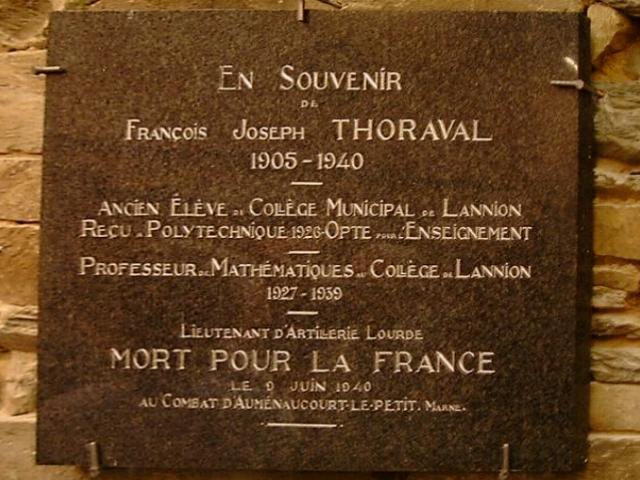 En Souvenir
de
François Joseph THORAVAL
1905-1940
Ancien Élève du Collège Municipal de Lannion
Reçu à Polytechnique 1926-Opte pour l'Enseignement
Professeur de Mathématiques au Collège de Lannion
1927-1939
Lieutenant d'Artillerie Lourde
MORT POUR LA FRANCE
LE 9 JUIN 1940
au Combat d'Auménaucourt-le-Petit. Marne.